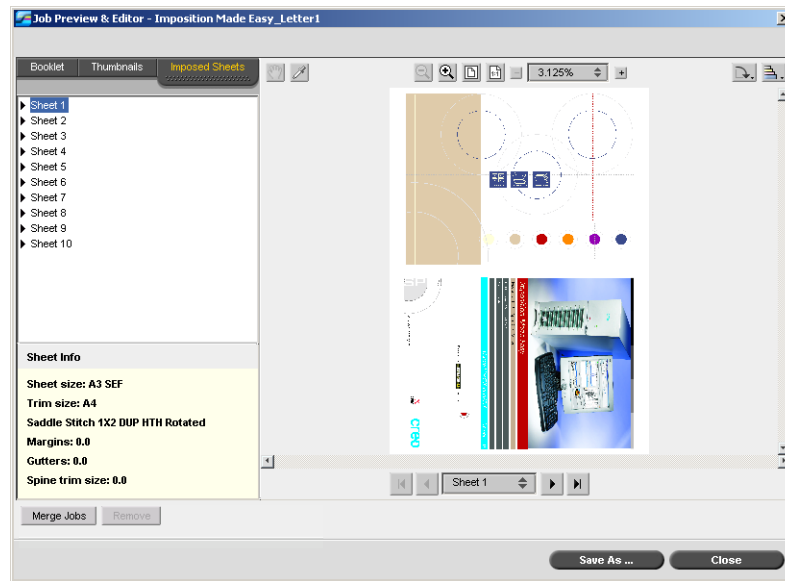 Job Preview & Editor - Imposition Made Easy_Letter1
Booklet Thumbnails Imposed Sheets
3.125%
Sheet 1
Sheet 2
Sheet 3
Sheet 4
Sheet 5
Sheet 6
Sheet 7
Sheet 8
Sheet 9
Sheet 10
Imposition Made Easy
creo
Sheet Info
Sheet size: A3 SEF
Trim size: A4
Saddle Stitch 1X2 DUP HTH Rotated
Margins: 0.0
Gutters: 0.0
Spine trim size: 0.0
Sheet 1
Merge Jobs Remove
Save As ... Close